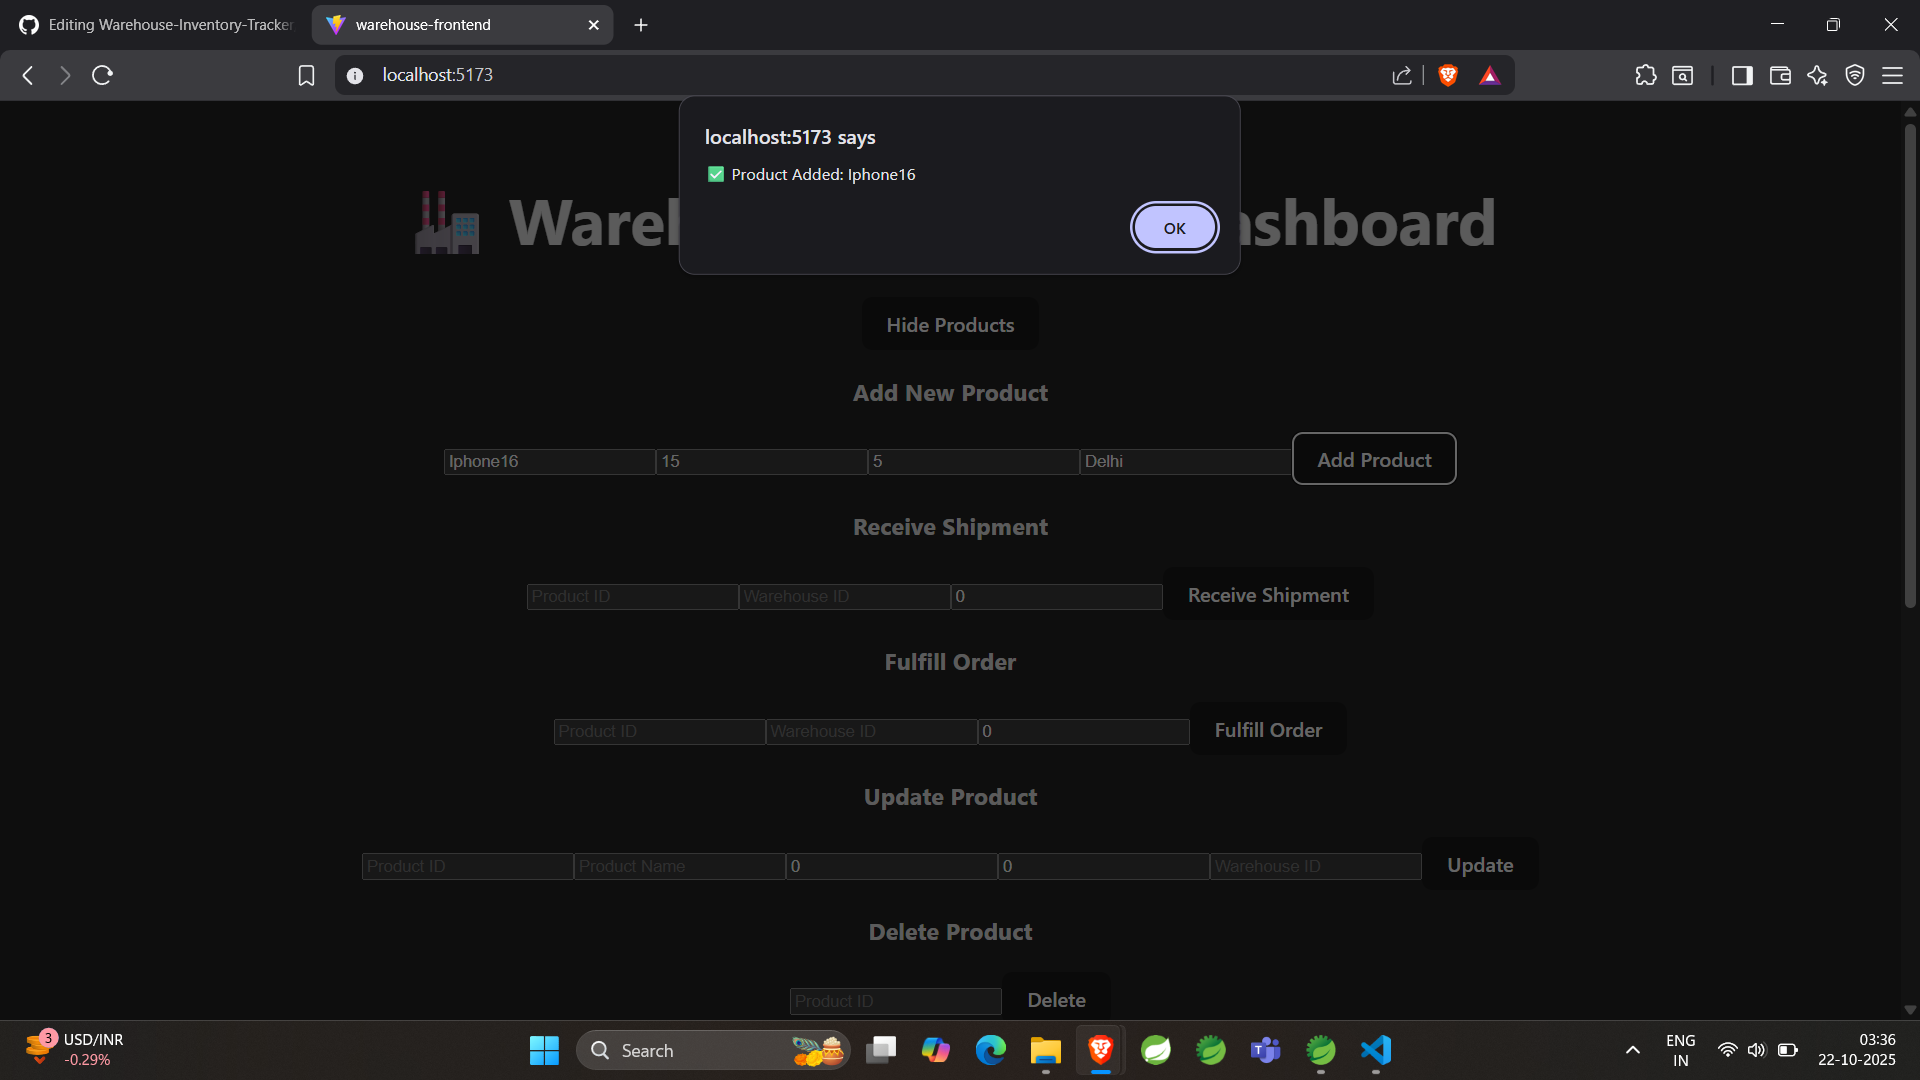 Editing Warehouse-Inventory-Tracker
warehouse-frontend
localhost:5173
localhost:5173 says
✅ Product Added: Iphone16
OK
Wareh
ashboard
Hide Products
Add New Product
Iphone16 15 5 Delhi Add Product
Receive Shipment
Product ID Warehouse ID 0 Receive Shipment
Fulfill Order
Product ID Warehouse ID 0 Fulfill Order
Update Product
Product ID Product Name 0 0 Warehouse ID Update
Delete Product
Product ID Delete
3 USD/INR
-0.29%
Search
ENG
IN
03:36
22-10-2025